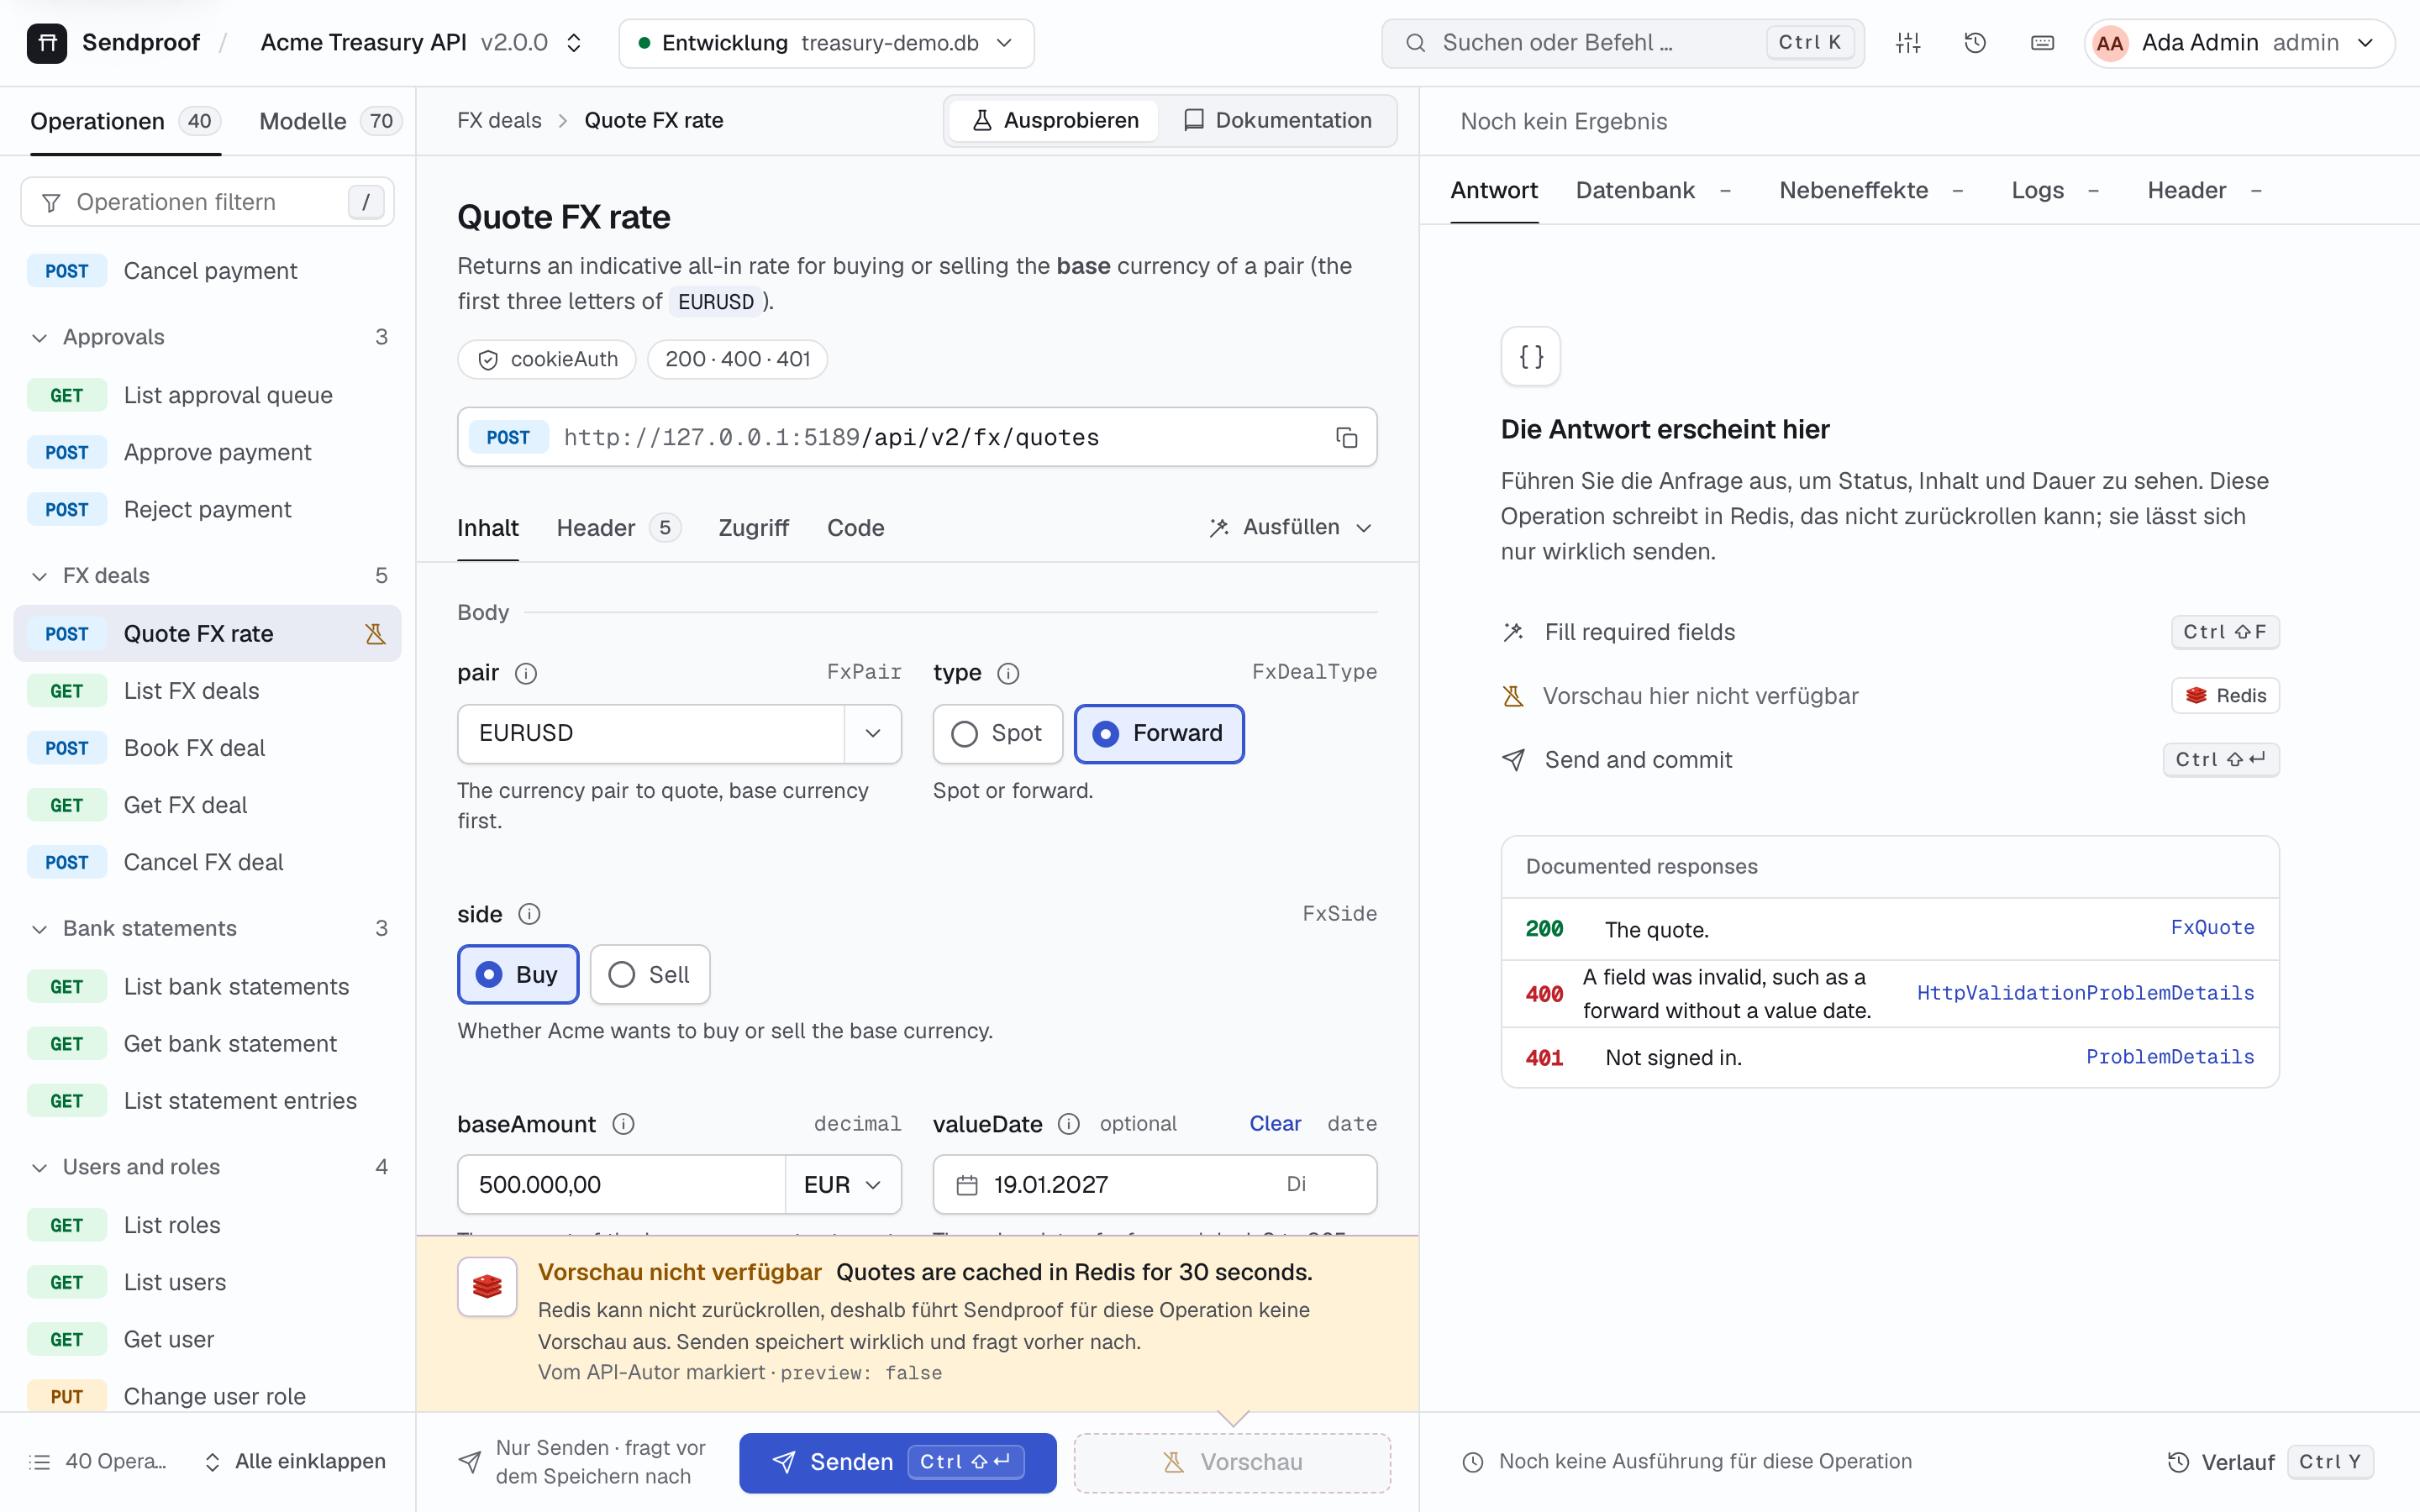 Sendproof / Acme Treasury API v2.0.0
Entwicklung treasury-demo.db
Suchen oder Befehl … Ctrl K
AA Ada Admin admin
Operationen 40 Modelle 70
Operationen filtern /
POST Cancel payment
Approvals 3
GET List approval queue
POST Approve payment
POST Reject payment
FX deals 5
POST Quote FX rate
GET List FX deals
POST Book FX deal
GET Get FX deal
POST Cancel FX deal
Bank statements 3
GET List bank statements
GET Get bank statement
GET List statement entries
Users and roles 4
GET List roles
GET List users
GET Get user
PUT Change user role
40 Opera… Alle einklappen
FX deals > Quote FX rate
Ausprobieren Dokumentation
Quote FX rate
Returns an indicative all-in rate for buying or selling the base currency of a pair (the
first three letters of EURUSD ).
cookieAuth 200 · 400 · 401
POST http://127.0.0.1:5189/api/v2/fx/quotes
Inhalt Header 5 Zugriff Code Ausfüllen
Body
pair FxPair
EURUSD
The currency pair to quote, base currency
first.
type FxDealType
Spot Forward
Spot or forward.
side FxSide
Buy Sell
Whether Acme wants to buy or sell the base currency.
baseAmount decimal
500.000,00 EUR
valueDate optional Clear date
19.01.2027 Di
Vorschau nicht verfügbar Quotes are cached in Redis for 30 seconds.
Redis kann nicht zurückrollen, deshalb führt Sendproof für diese Operation keine
Vorschau aus. Senden speichert wirklich und fragt vorher nach.
Vom API-Autor markiert · preview: false
Nur Senden · fragt vor
dem Speichern nach
Senden Ctrl ⇧ ↵
Vorschau
Noch kein Ergebnis
Antwort Datenbank – Nebeneffekte – Logs – Header –
{ }
Die Antwort erscheint hier
Führen Sie die Anfrage aus, um Status, Inhalt und Dauer zu sehen. Diese
Operation schreibt in Redis, das nicht zurückrollen kann; sie lässt sich
nur wirklich senden.
Fill required fields Ctrl ⇧ F
Vorschau hier nicht verfügbar Redis
Send and commit Ctrl ⇧ ↵
Documented responses
200 The quote. FxQuote
400 A field was invalid, such as a
forward without a value date. HttpValidationProblemDetails
401 Not signed in. ProblemDetails
Noch keine Ausführung für diese Operation
Verlauf Ctrl Y